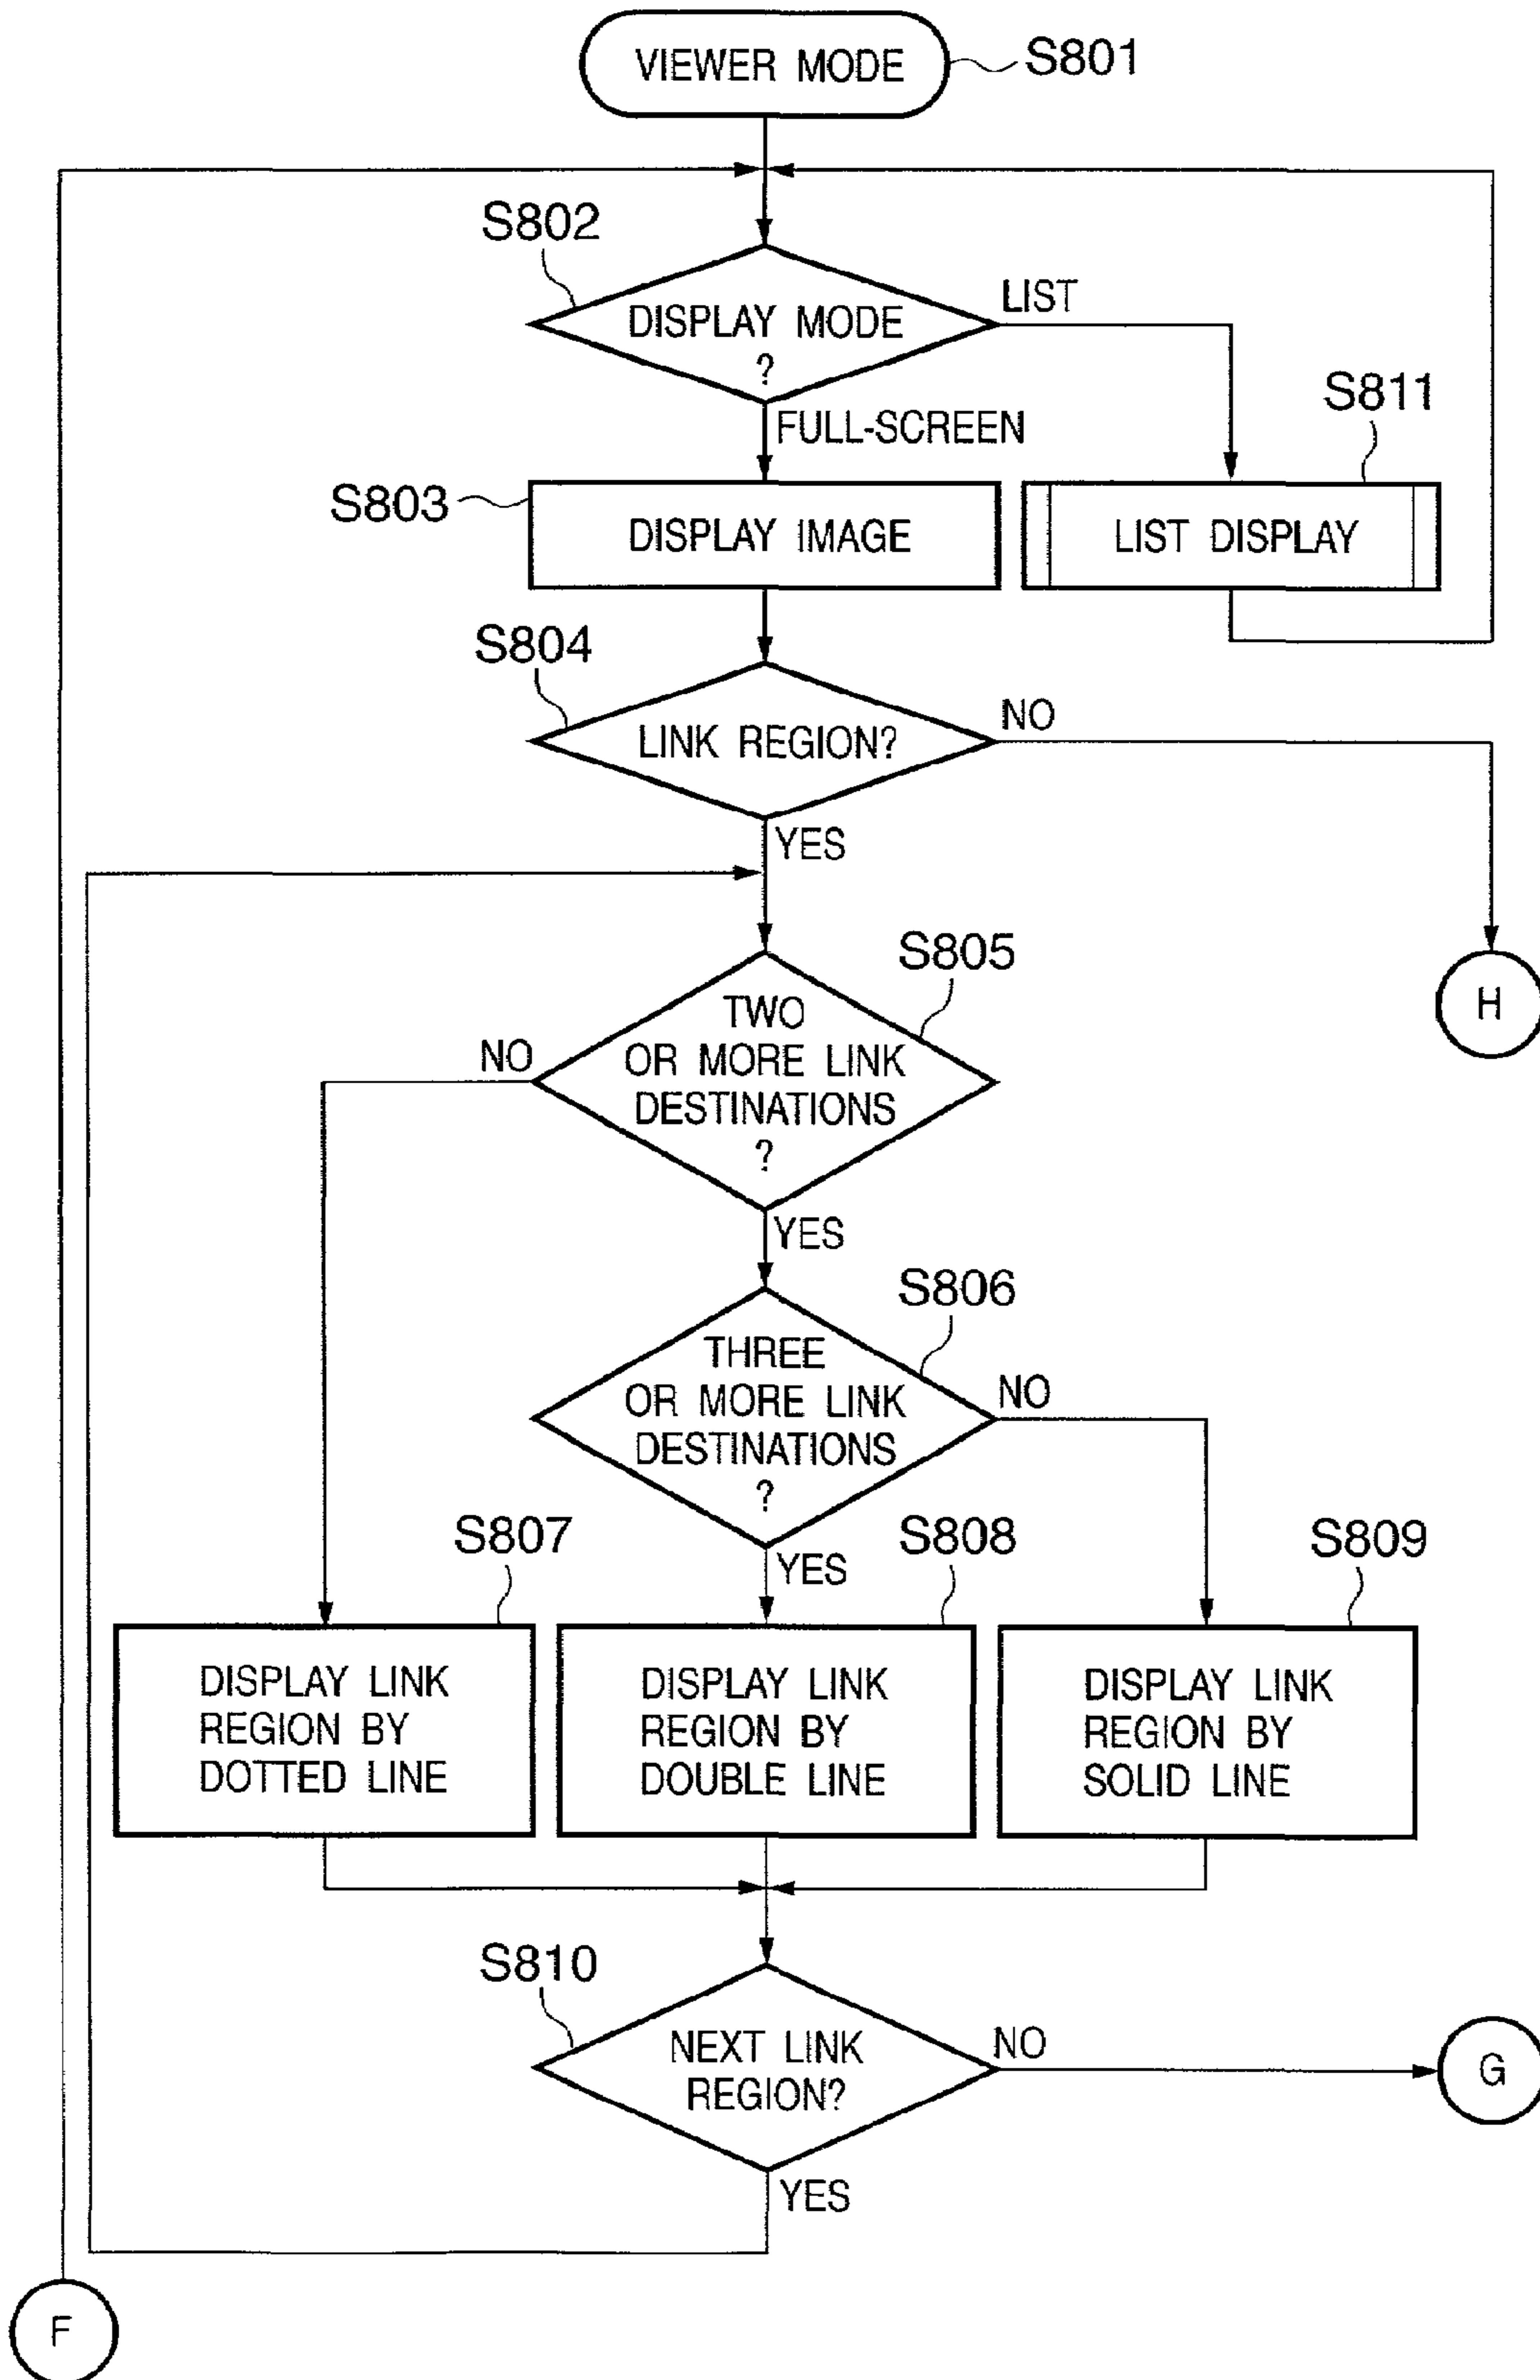 VIEWER MODE
S801
S802
DISPLAY MODE
?
LIST
FULL-SCREEN
S811
S803
DISPLAY IMAGE
LIST DISPLAY
S804
LINK REGION?
NO
YES
H
S805
TWO
OR MORE LINK
DESTINATIONS
?
NO
YES
S806
THREE
OR MORE LINK
DESTINATIONS
?
NO
YES
S807
S808
S809
DISPLAY LINK
REGION BY
DOTTED LINE
DISPLAY LINK
REGION BY
DOUBLE LINE
DISPLAY LINK
REGION BY
SOLID LINE
S810
NEXT LINK
REGION?
NO
G
YES
F